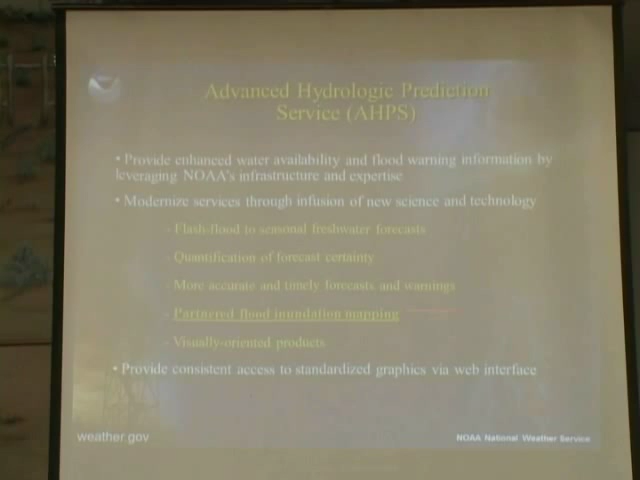 Advanced Hydrologic Prediction
Service (AHPS)
• Provide enhanced water availability and flood warning information by
leveraging NOAA's infrastructure and expertise
• Modernize services through infusion of new science and technology
- Flash-flood to seasonal freshwater forecasts
- Quantification of forecast certainty
- More accurate and timely forecasts and warnings
- Partnered flood inundation mapping
- Visually-oriented products
• Provide consistent access to standardized graphics via web interface
weather.gov
NOAA National Weather Service